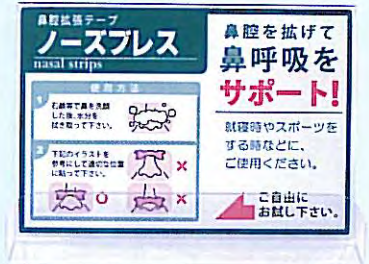 鼻腔拡張テープ
ノーズブレス
nasal strips
使用方法
1
石鹸等で鼻を洗顔
した後、水分を
拭き取って下さい。
2
下記のイラストを
参考にして適切な位置
に貼って下さい。
鼻腔を拡げて
鼻呼吸を
サポート!
就寝時やスポーツを
する時などに、
ご使用ください。
ご自由に
お試し下さい。